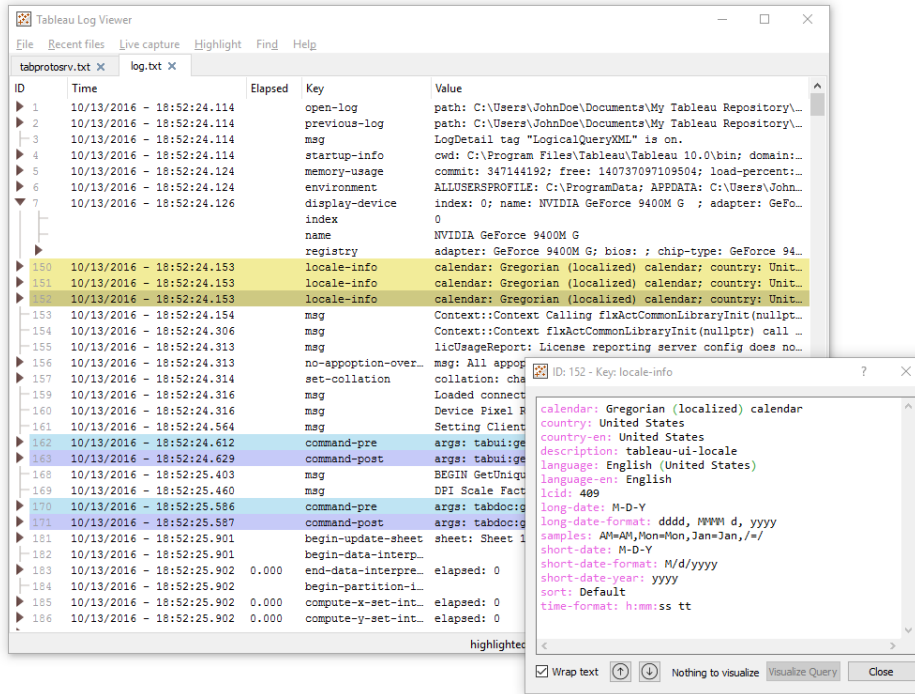 Tableau Log Viewer
File Recent files Live capture Highlight Find Help
tabprotosrv.txt log.txt
ID Time Elapsed Key Value
1 10/13/2016 - 18:52:24.114 open-log path: C:\Users\JohnDoe\Documents\My Tableau Repository\...
2 10/13/2016 - 18:52:24.114 previous-log path: C:\Users\JohnDoe\Documents\My Tableau Repository\...
3 10/13/2016 - 18:52:24.114 msg LogDetail tag "LogicalQueryXML" is on.
4 10/13/2016 - 18:52:24.114 startup-info cwd: C:\Program Files\Tableau\Tableau 10.0\bin; domain:...
5 10/13/2016 - 18:52:24.124 memory-usage commit: 347144192; free: 140737097109504; load-percent:...
6 10/13/2016 - 18:52:24.126 environment ALLUSERSPROFILE: C:\ProgramData; APPDATA: C:\Users\John...
7 10/13/2016 - 18:52:24.126 display-device index: 0; name: NVIDIA GeForce 9400M G ; adapter: GeFo...
index 0
name NVIDIA GeForce 9400M G
registry adapter: GeForce 9400M G; bios: ; chip-type: GeForce 94...
150 10/13/2016 - 18:52:24.153 locale-info calendar: Gregorian (localized) calendar; country: Unit...
151 10/13/2016 - 18:52:24.153 locale-info calendar: Gregorian (localized) calendar; country: Unit...
152 10/13/2016 - 18:52:24.153 locale-info calendar: Gregorian (localized) calendar; country: Unit...
153 10/13/2016 - 18:52:24.154 msg Context::Context Calling flxActCommonLibraryInit(nullpt...
154 10/13/2016 - 18:52:24.306 msg Context::Context flxActCommonLibraryInit(nullptr) call ...
155 10/13/2016 - 18:52:24.313 msg licUsageReport: License reporting server config does no...
156 10/13/2016 - 18:52:24.313 no-appoption-over... msg: All appop
157 10/13/2016 - 18:52:24.314 set-collation collation: cha
159 10/13/2016 - 18:52:24.316 msg Loaded connect
160 10/13/2016 - 18:52:24.316 msg Device Pixel R
161 10/13/2016 - 18:52:24.564 msg Setting Client
162 10/13/2016 - 18:52:24.612 command-pre args: tabui:ge
163 10/13/2016 - 18:52:24.629 command-post args: tabui:ge
168 10/13/2016 - 18:52:25.403 msg BEGIN GetUniqu
169 10/13/2016 - 18:52:25.460 msg DPI Scale Fact
170 10/13/2016 - 18:52:25.586 command-pre args: tabdoc:g
171 10/13/2016 - 18:52:25.587 command-post args: tabdoc:g
181 10/13/2016 - 18:52:25.901 begin-update-sheet sheet: Sheet 1
182 10/13/2016 - 18:52:25.901 begin-data-interp...
183 10/13/2016 - 18:52:25.902 0.000 end-data-interpre... elapsed: 0
184 10/13/2016 - 18:52:25.902 begin-partition-i...
185 10/13/2016 - 18:52:25.902 0.000 compute-x-set-int... elapsed: 0
186 10/13/2016 - 18:52:25.902 0.000 compute-y-set-int... elapsed: 0
highlighted
ID: 152 - Key: locale-info ?
calendar: Gregorian (localized) calendar
country: United States
country-en: United States
description: tableau-ui-locale
language: English (United States)
language-en: English
lcid: 409
long-date: M-D-Y
long-date-format: dddd, MMMM d, yyyy
samples: AM=AM,Mon=Mon,Jan=Jan,/=/
short-date: M-D-Y
short-date-format: M/d/yyyy
short-date-year: yyyy
sort: Default
time-format: h:mm:ss tt
Wrap text Nothing to visualize Visualize Query Close